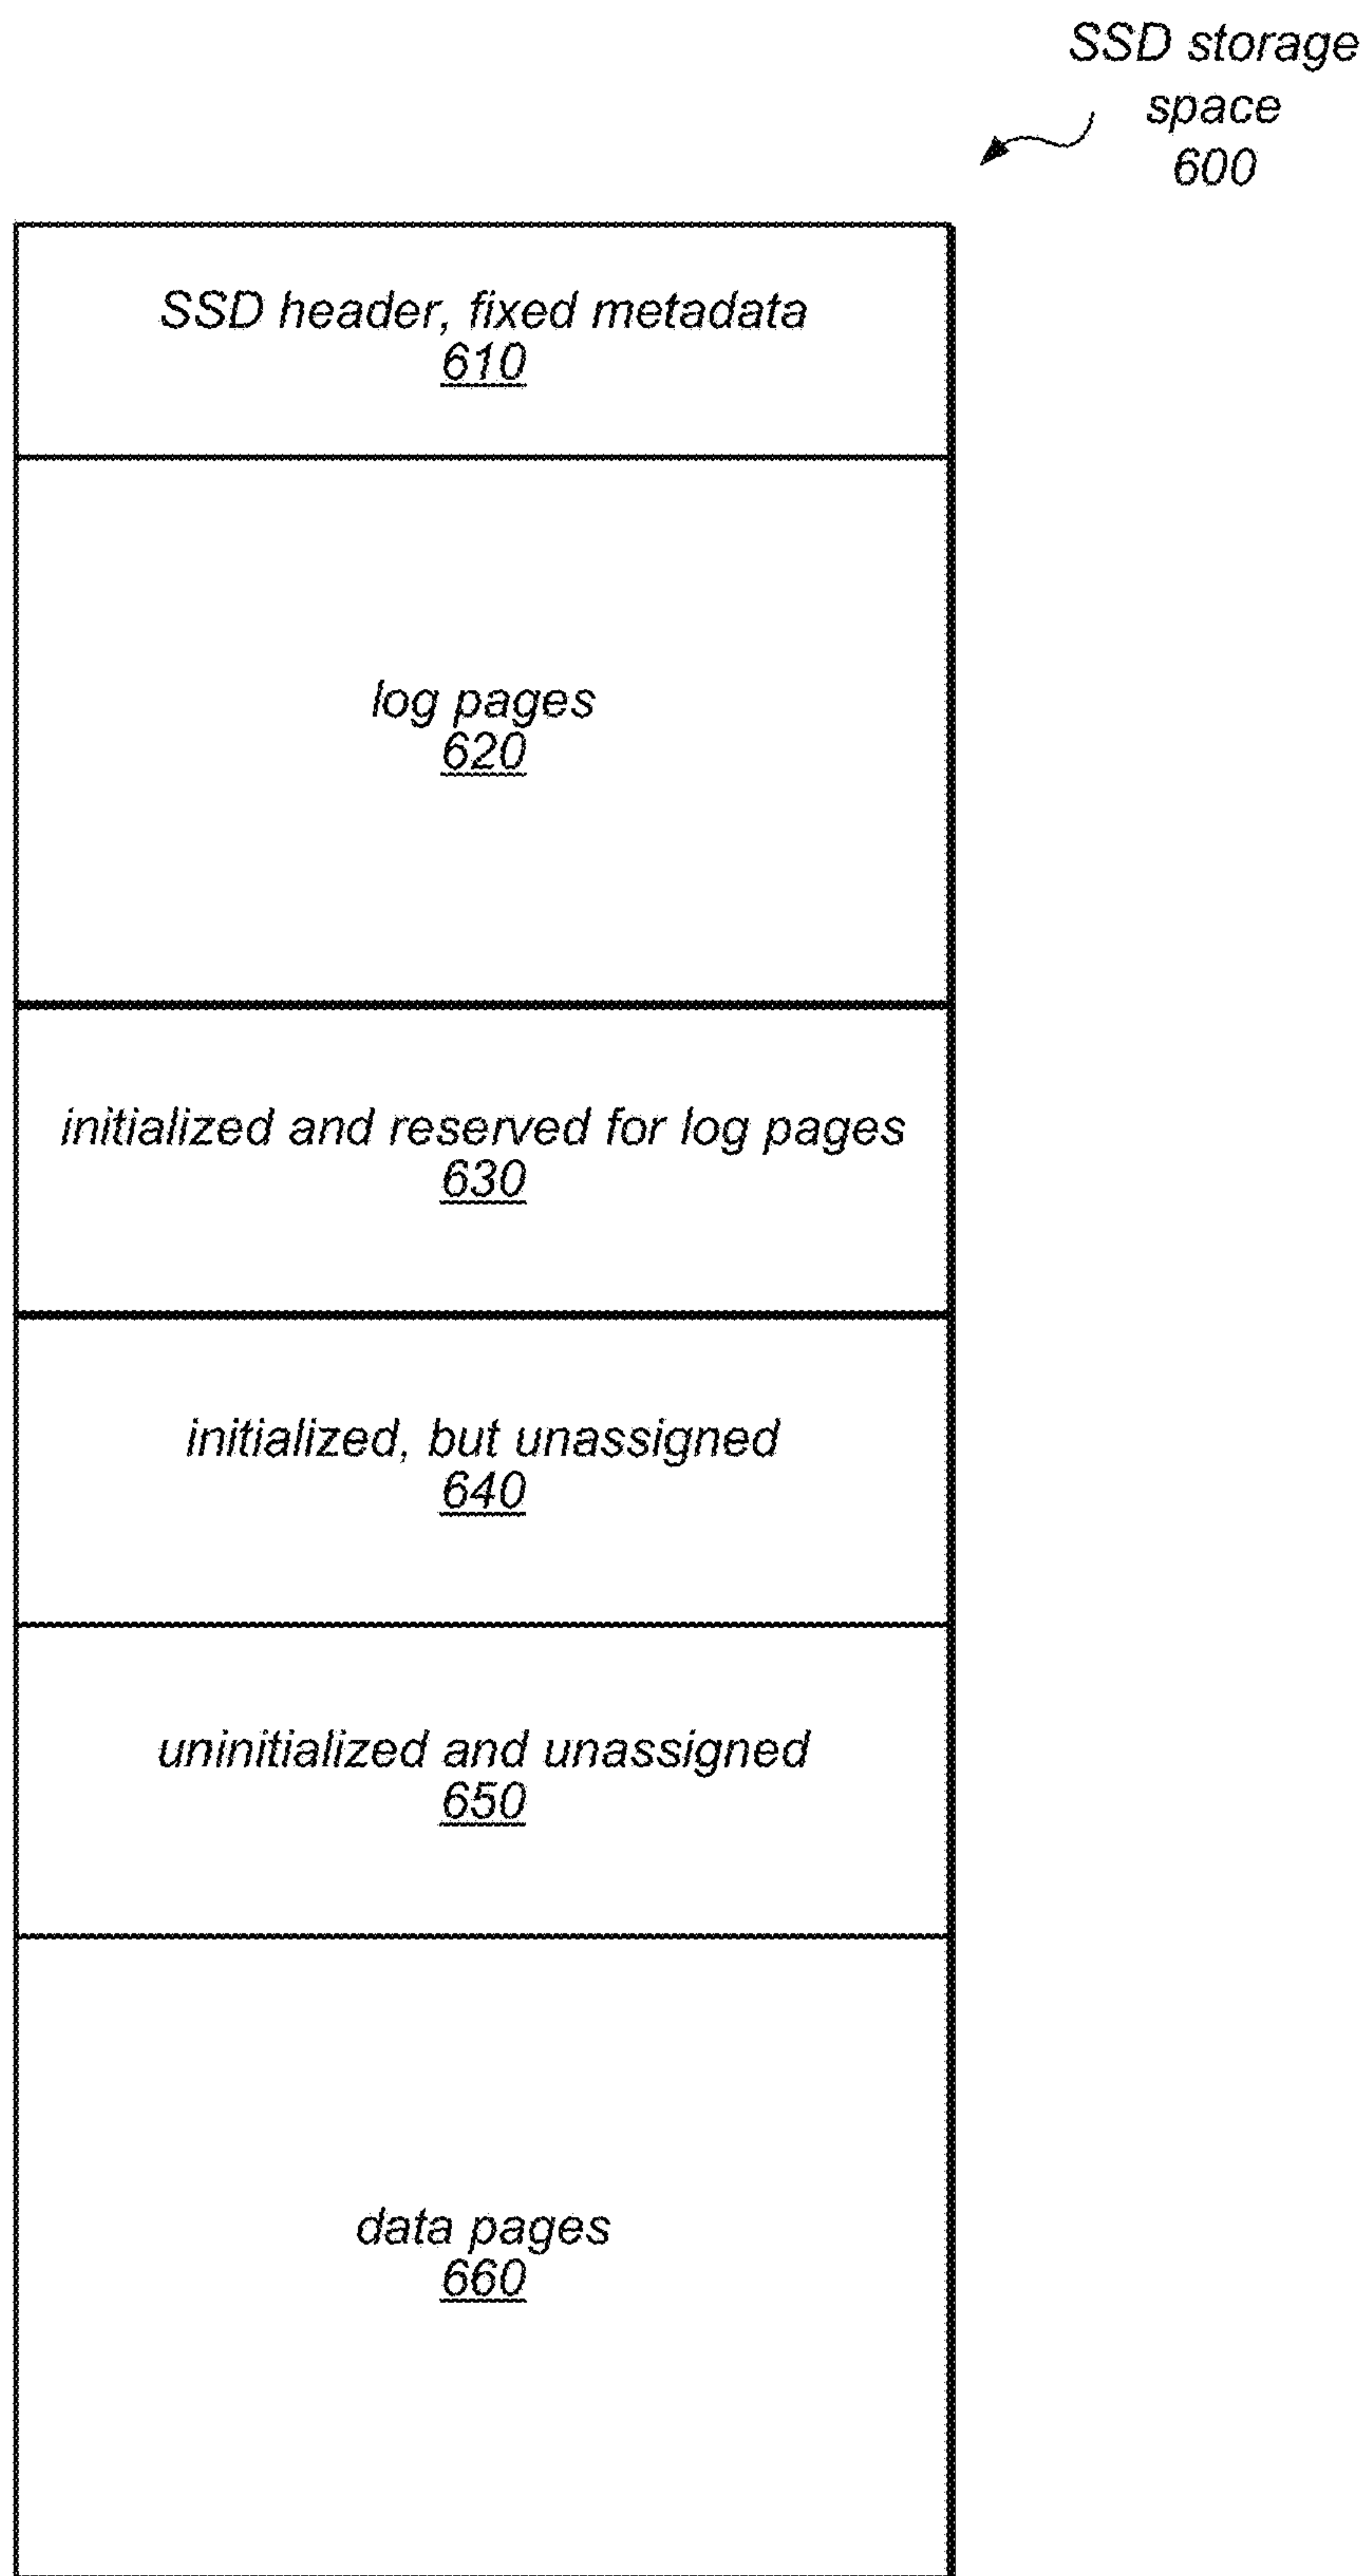 SSD storage
space
600
SSD header, fixed metadata
610
log pages
620
initialized and reserved for log pages
630
initialized, but unassigned
640
uninitialized and unassigned
650
data pages
660